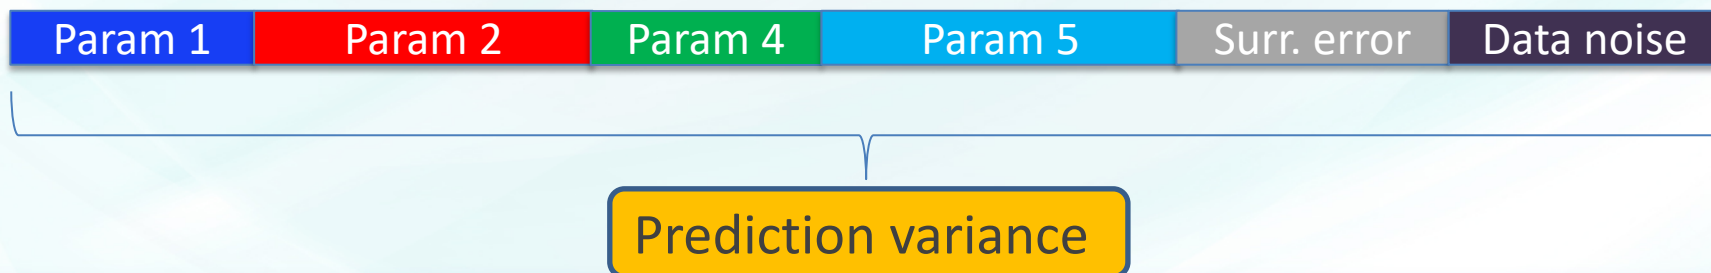 Param 1 Param 2 Param 4 Param 5 Surr. error Data noise
Prediction variance